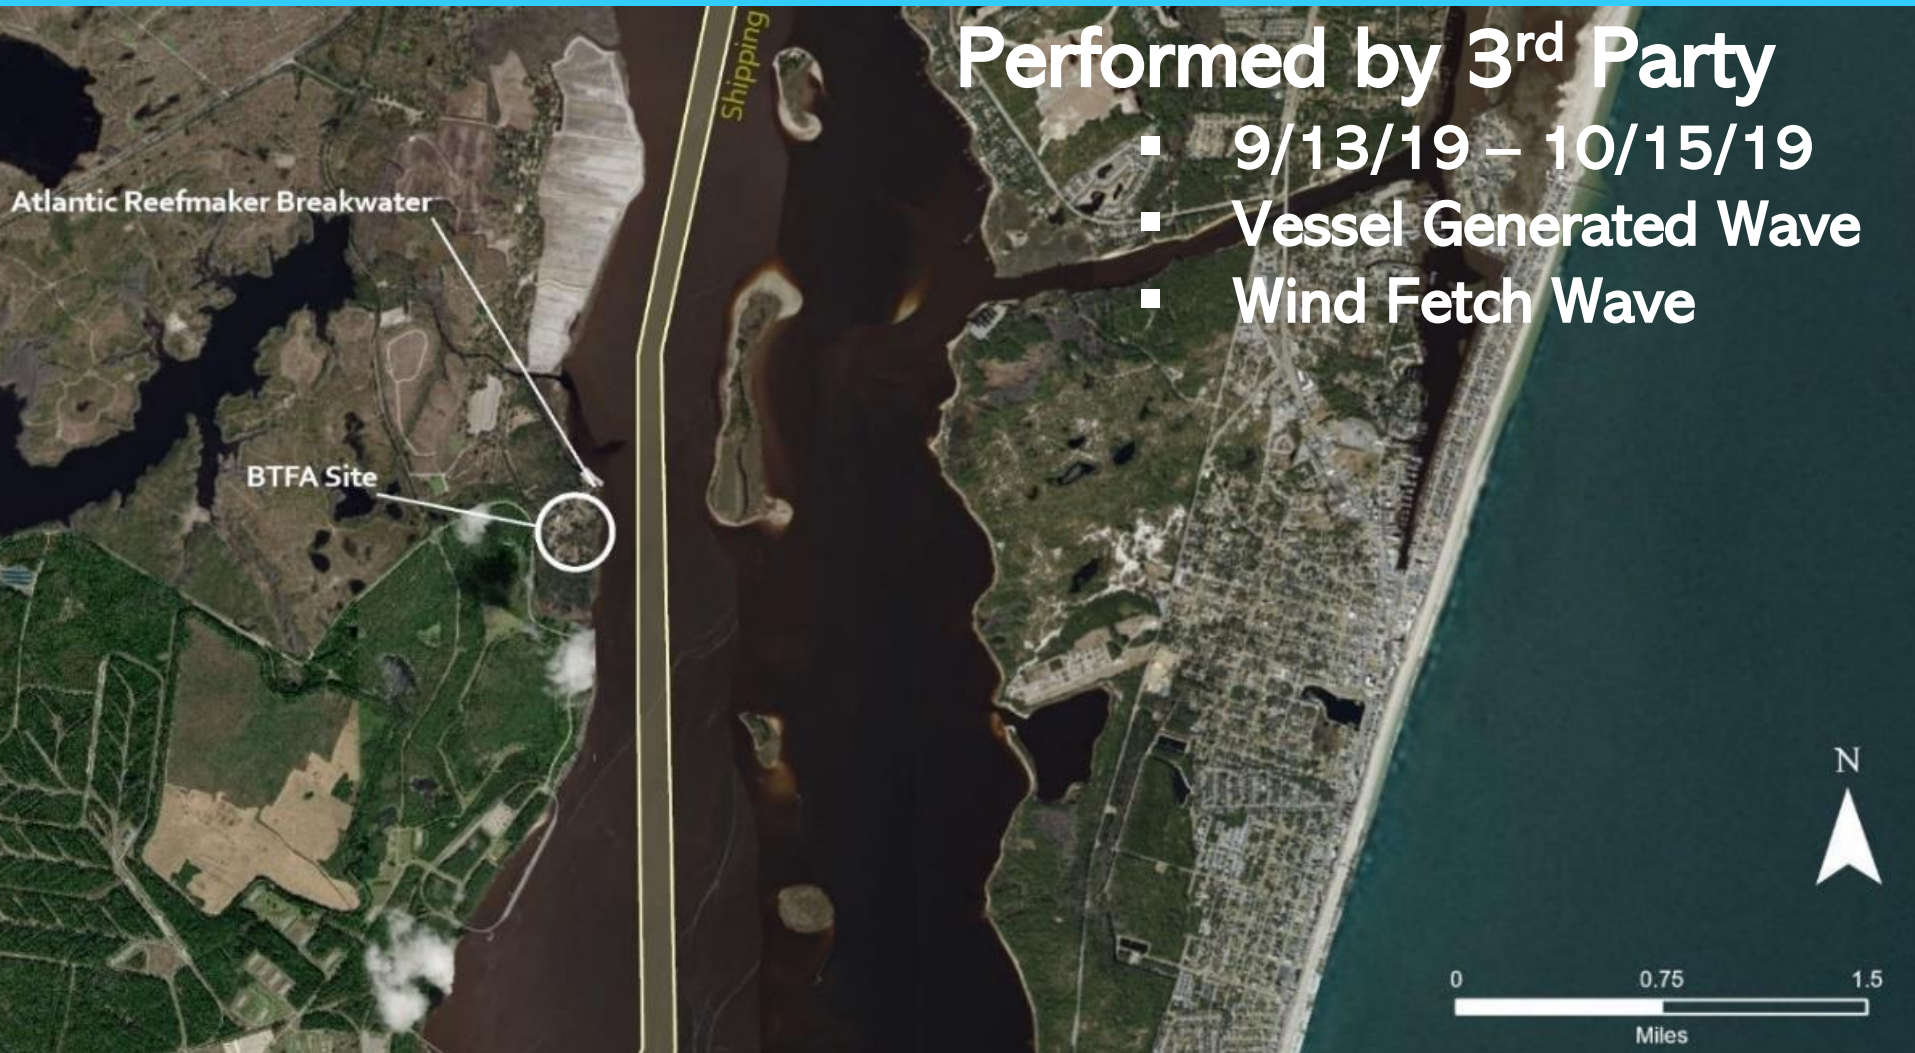 Performed by 3rd Party
▪ 9/13/19 – 10/15/19
▪ Vessel Generated Wave
▪ Wind Fetch Wave
Shipping
Atlantic Reefmaker Breakwater
BTFA Site
N
0 0.75 1.5
Miles